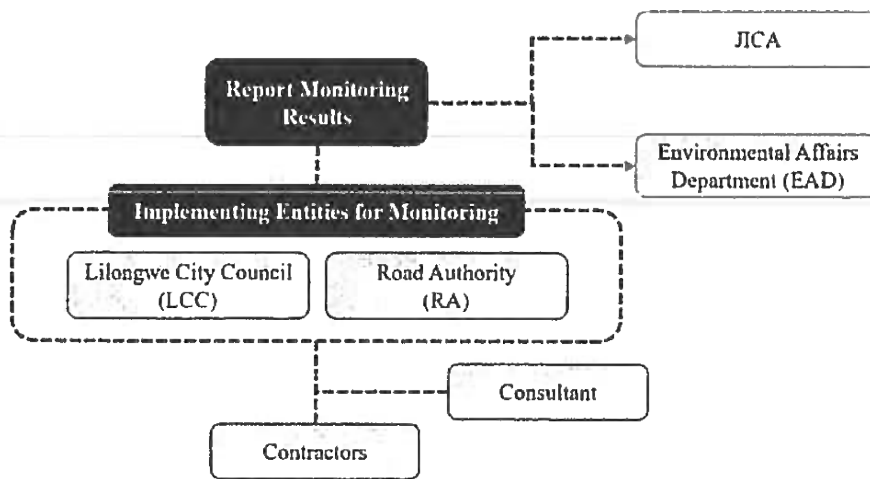 JICA
Report Monitoring
Results
Environmental Affairs
Department (EAD)
Implementing Entities for Monitoring
Lilongwe City Council
(LCC)
Road Authority
(RA)
Consultant
Contractors